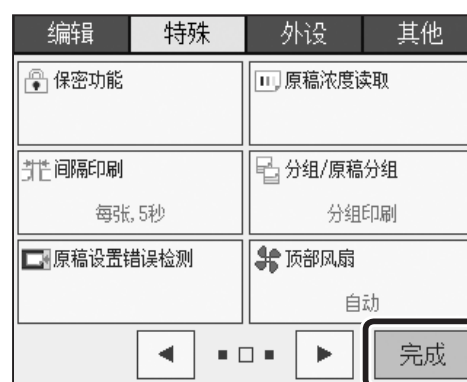 编辑 特殊 外设 其他
保密功能 原稿浓度读取
间隔印刷 分组/原稿分组
每张, 5秒 分组印刷
原稿设置错误检测 顶部风扇
自动
完成